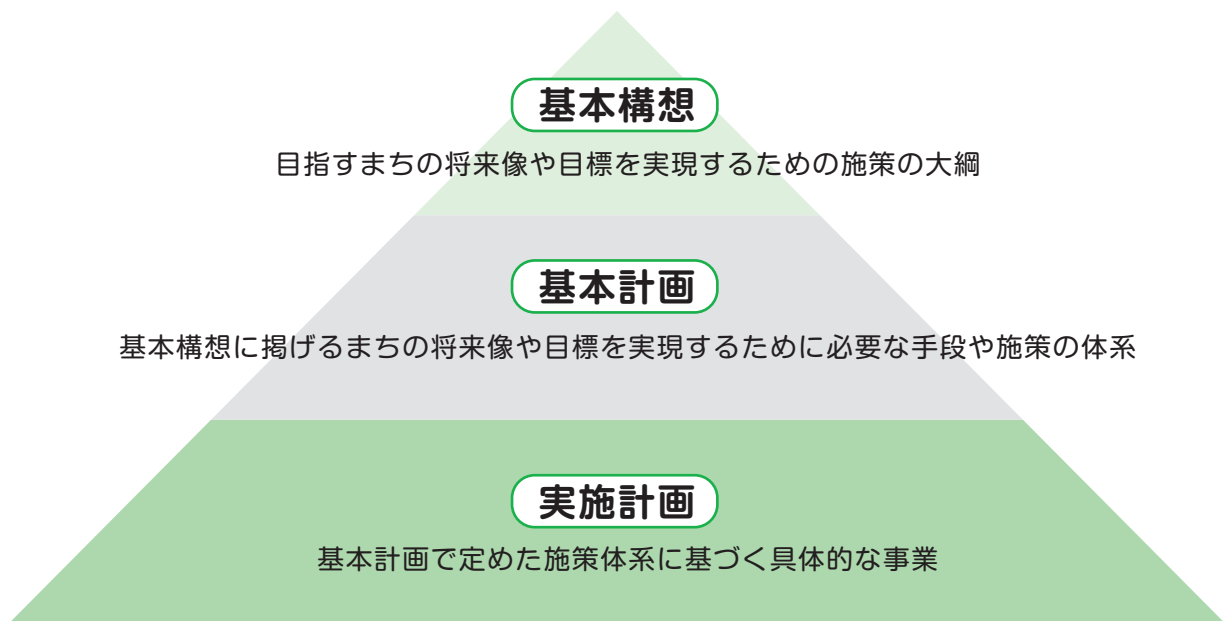 基本構想
目指すまちの将来像や目標を実現するための施策の大綱
基本計画
基本構想に掲げるまちの将来像や目標を実現するために必要な手段や施策の体系
実施計画
基本計画で定めた施策体系に基づく具体的な事業